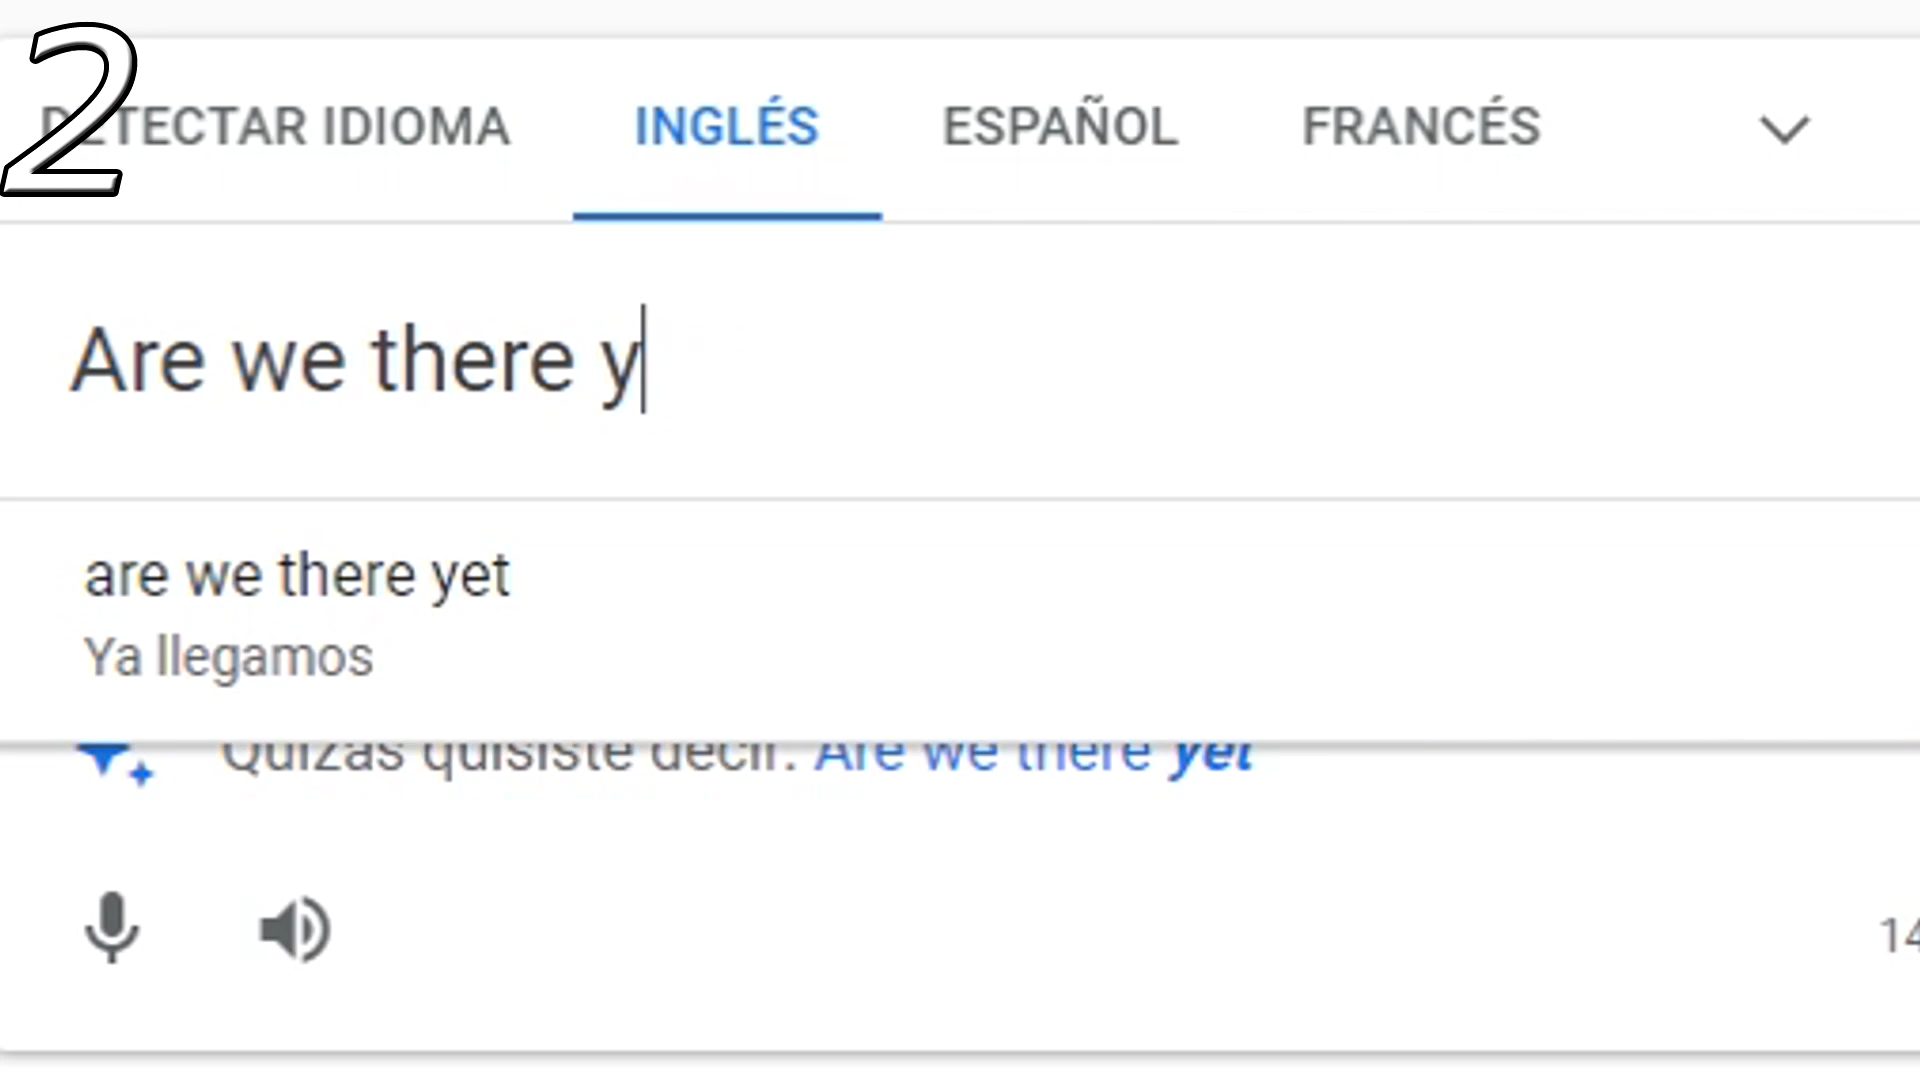 2
DETECTAR IDIOMA INGLÉS ESPAÑOL FRANCÉS
Are we there y
are we there yet
Ya llegamos
Quizás quisiste decir: Are we there yet
14